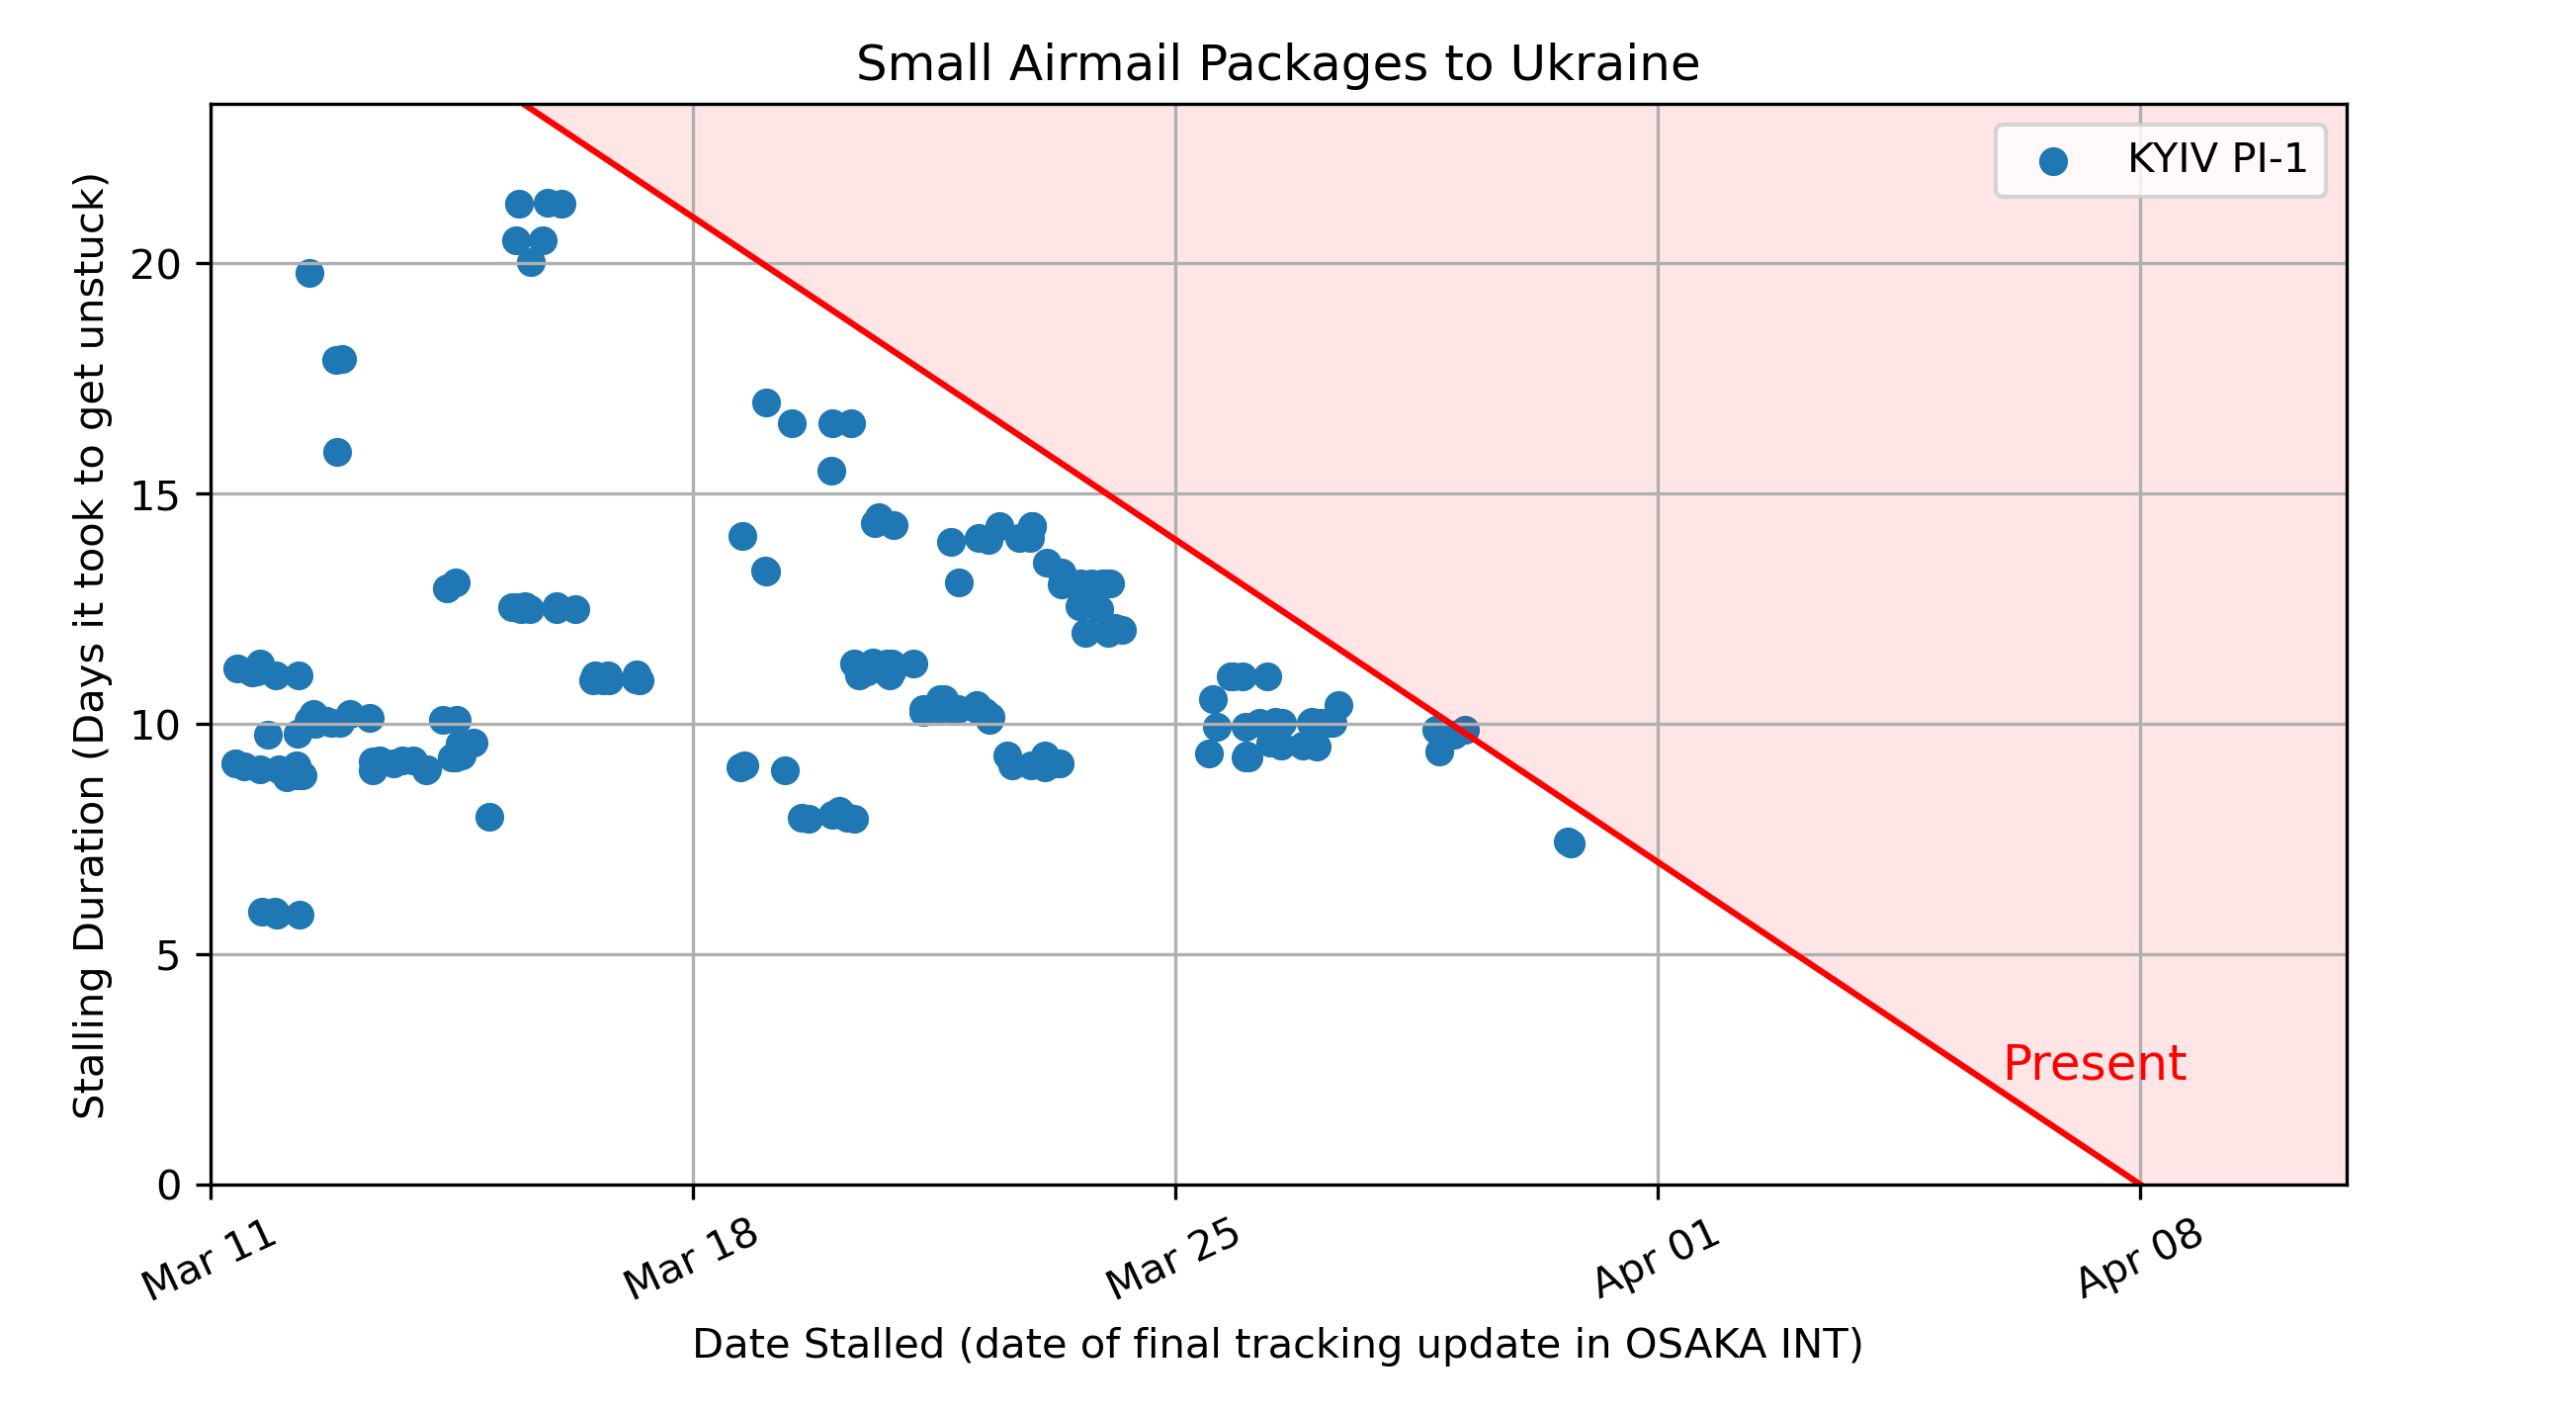 Small Airmail Packages to Ukraine
KYIV PI-1
Stalling Duration (Days it took to get unstuck)
20
15
10
5
0
Present
Mar 11
Mar 18
Mar 25
Apr 01
Apr 08
Date Stalled (date of final tracking update in OSAKA INT)